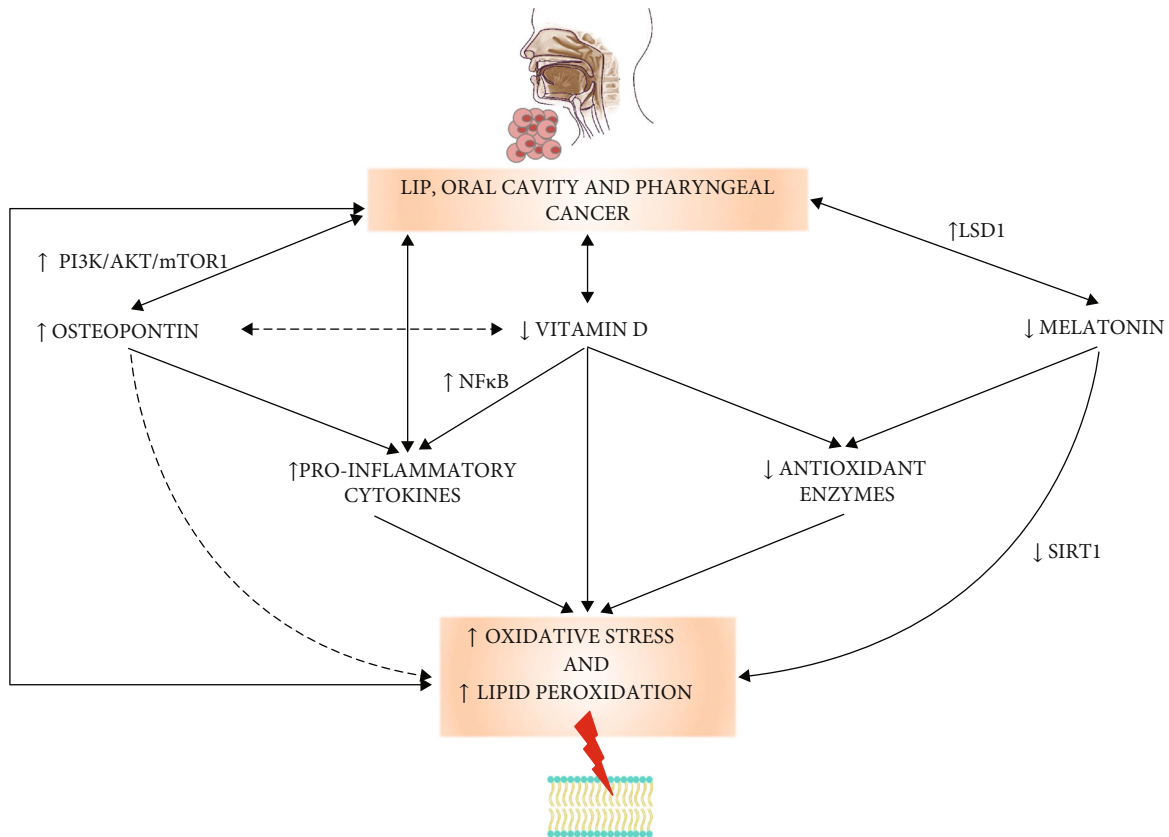 LIP, ORAL CAVITY AND PHARYNGEAL
CANCER
↑LSD1
↑ PI3K/AKT/mTOR1
↑ OSTEOPONTIN
↓ VITAMIN D
↓ MELATONIN
↑ NFκB
↑PRO-INFLAMMATORY
CYTOKINES
↓ ANTIOXIDANT
ENZYMES
↓ SIRT1
↑ OXIDATIVE STRESS
AND
↑ LIPID PEROXIDATION